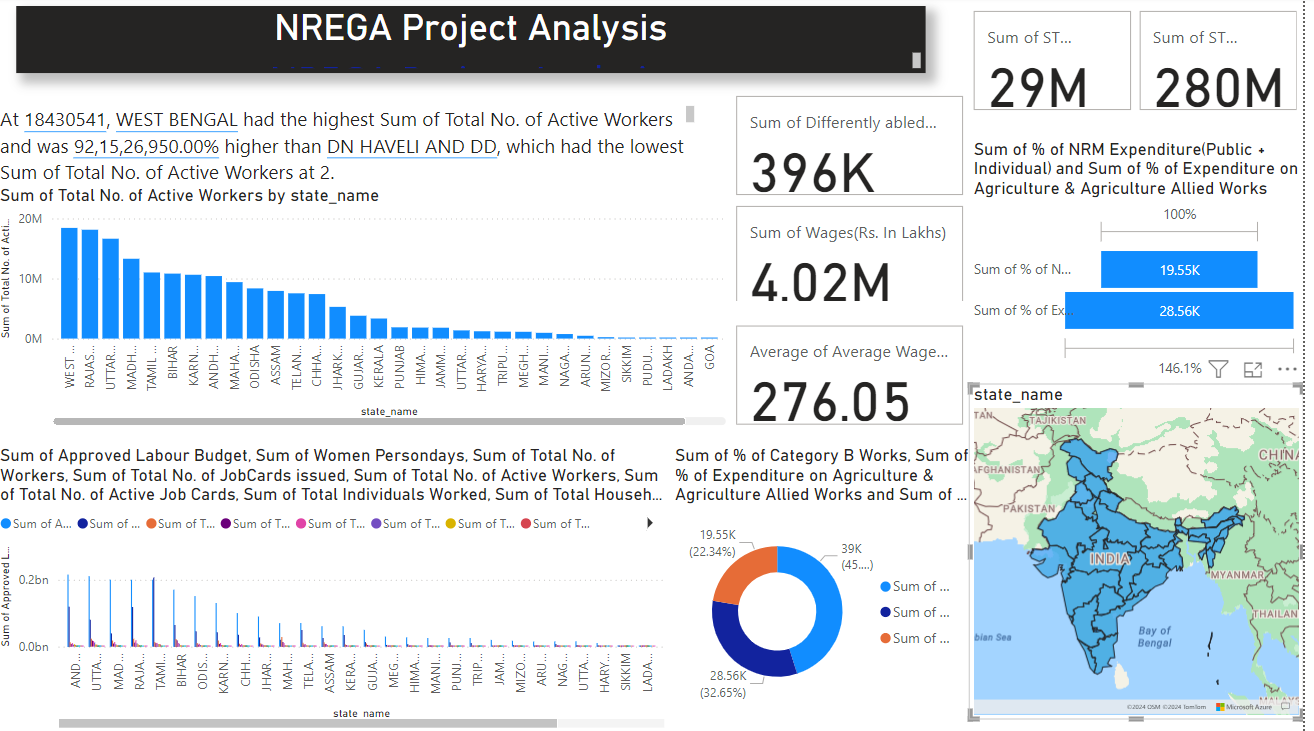 NREGA Project Analysis
Sum of ST...
29M
Sum of ST...
280M
At 18430541, WEST BENGAL had the highest Sum of Total No. of Active Workers
and was 92,15,26,950.00% higher than DN HAVELI AND DD, which had the lowest
Sum of Total No. of Active Workers at 2.
Sum of Total No. of Active Workers by state_name
Sum of Total No. of Acti...
20M
10M
0M
WEST ...
RAJAS...
UTTAR...
MADH...
TAMIL ...
BIHAR
KARN...
ANDH...
MAHA...
ODISHA
ASSAM
TELAN...
CHHA...
JHARK...
GUJAR...
KERALA
PUNJAB
HIMA...
JAMM...
UTTAR...
HARYA...
TRIPU...
MEGH...
MANI...
NAGA...
ARUN...
MIZOR...
SIKKIM
PUDU...
LADAKH
ANDA...
GOA
state_name
Sum of Differently abled...
396K
Sum of Wages(Rs. In Lakhs)
4.02M
Average of Average Wage...
276.05
Sum of % of NRM Expenditure(Public +
Individual) and Sum of % of Expenditure on
Agriculture & Agriculture Allied Works
100%
Sum of % of N...
19.55K
Sum of % of Ex...
28.56K
146.1%
Sum of Approved Labour Budget, Sum of Women Persondays, Sum of Total No. of
Workers, Sum of Total No. of JobCards issued, Sum of Total No. of Active Workers, Sum
of Total No. of Active Job Cards, Sum of Total Individuals Worked, Sum of Total Househ...
Sum of A...
Sum of ...
Sum of T...
Sum of T...
Sum of T...
Sum of T...
Sum of T...
Sum of T...
Sum of Approved L...
0.2bn
0.0bn
AND...
UTTA...
MAD...
RAJA...
TAMI...
BIHAR
ODIS...
KARN...
CHH...
JHAR...
MAH...
TELA...
ASSAM
KERA...
GUJA...
MEG...
HIMA...
MANI...
PUNJ...
TRIP...
JAM...
MIZO...
ARU...
NAG...
UTTA...
HARY...
SIKKIM
LADA...
state_name
Sum of % of Category B Works, Sum of
% of Expenditure on Agriculture &
Agriculture Allied Works and Sum of ...
19.55K
(22.34%)
39K
(45....)
28.56K
(32.65%)
Sum of ...
Sum of ...
Sum of ...
state_name
TAN
TAJIKISTAN
CHINA
AFGHANISTAN
PAKISTAN
INDIA
MYANMAR
THAILAN
bian Sea
Bay of
Bengal
MALAYS
©2024 OSM ©2024 TomTom
Microsoft Azure